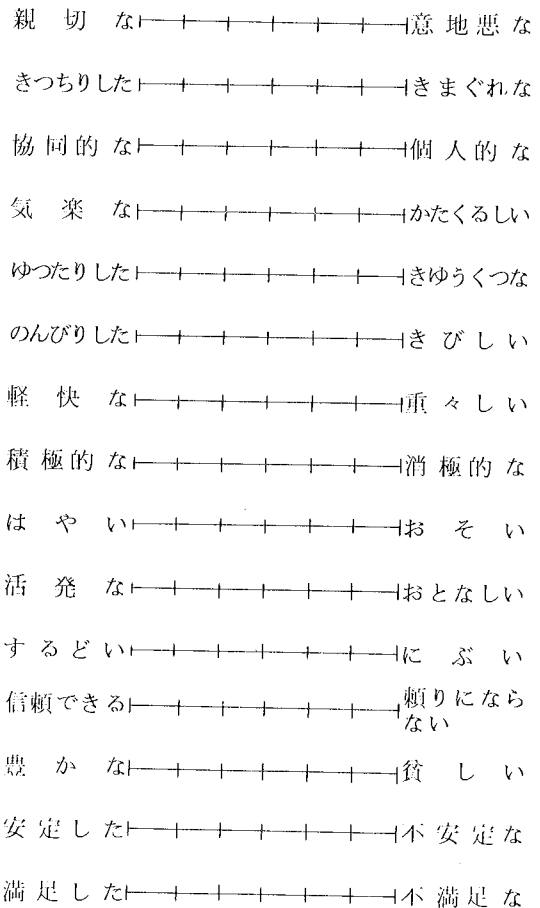 親切な 意地悪な
きつちりした きまぐれな
協同的な 個人的な
気楽な かたくるしい
ゆつたりした きゆうくつな
のんびりした きびしい
軽快な 重々しい
積極的な 消極的な
はやい おそい
活発な おとなしい
するどい にぶい
信頼できる 頼りになら
ない
豊かな 貧しい
安定した 不安定な
満足した 不満足な